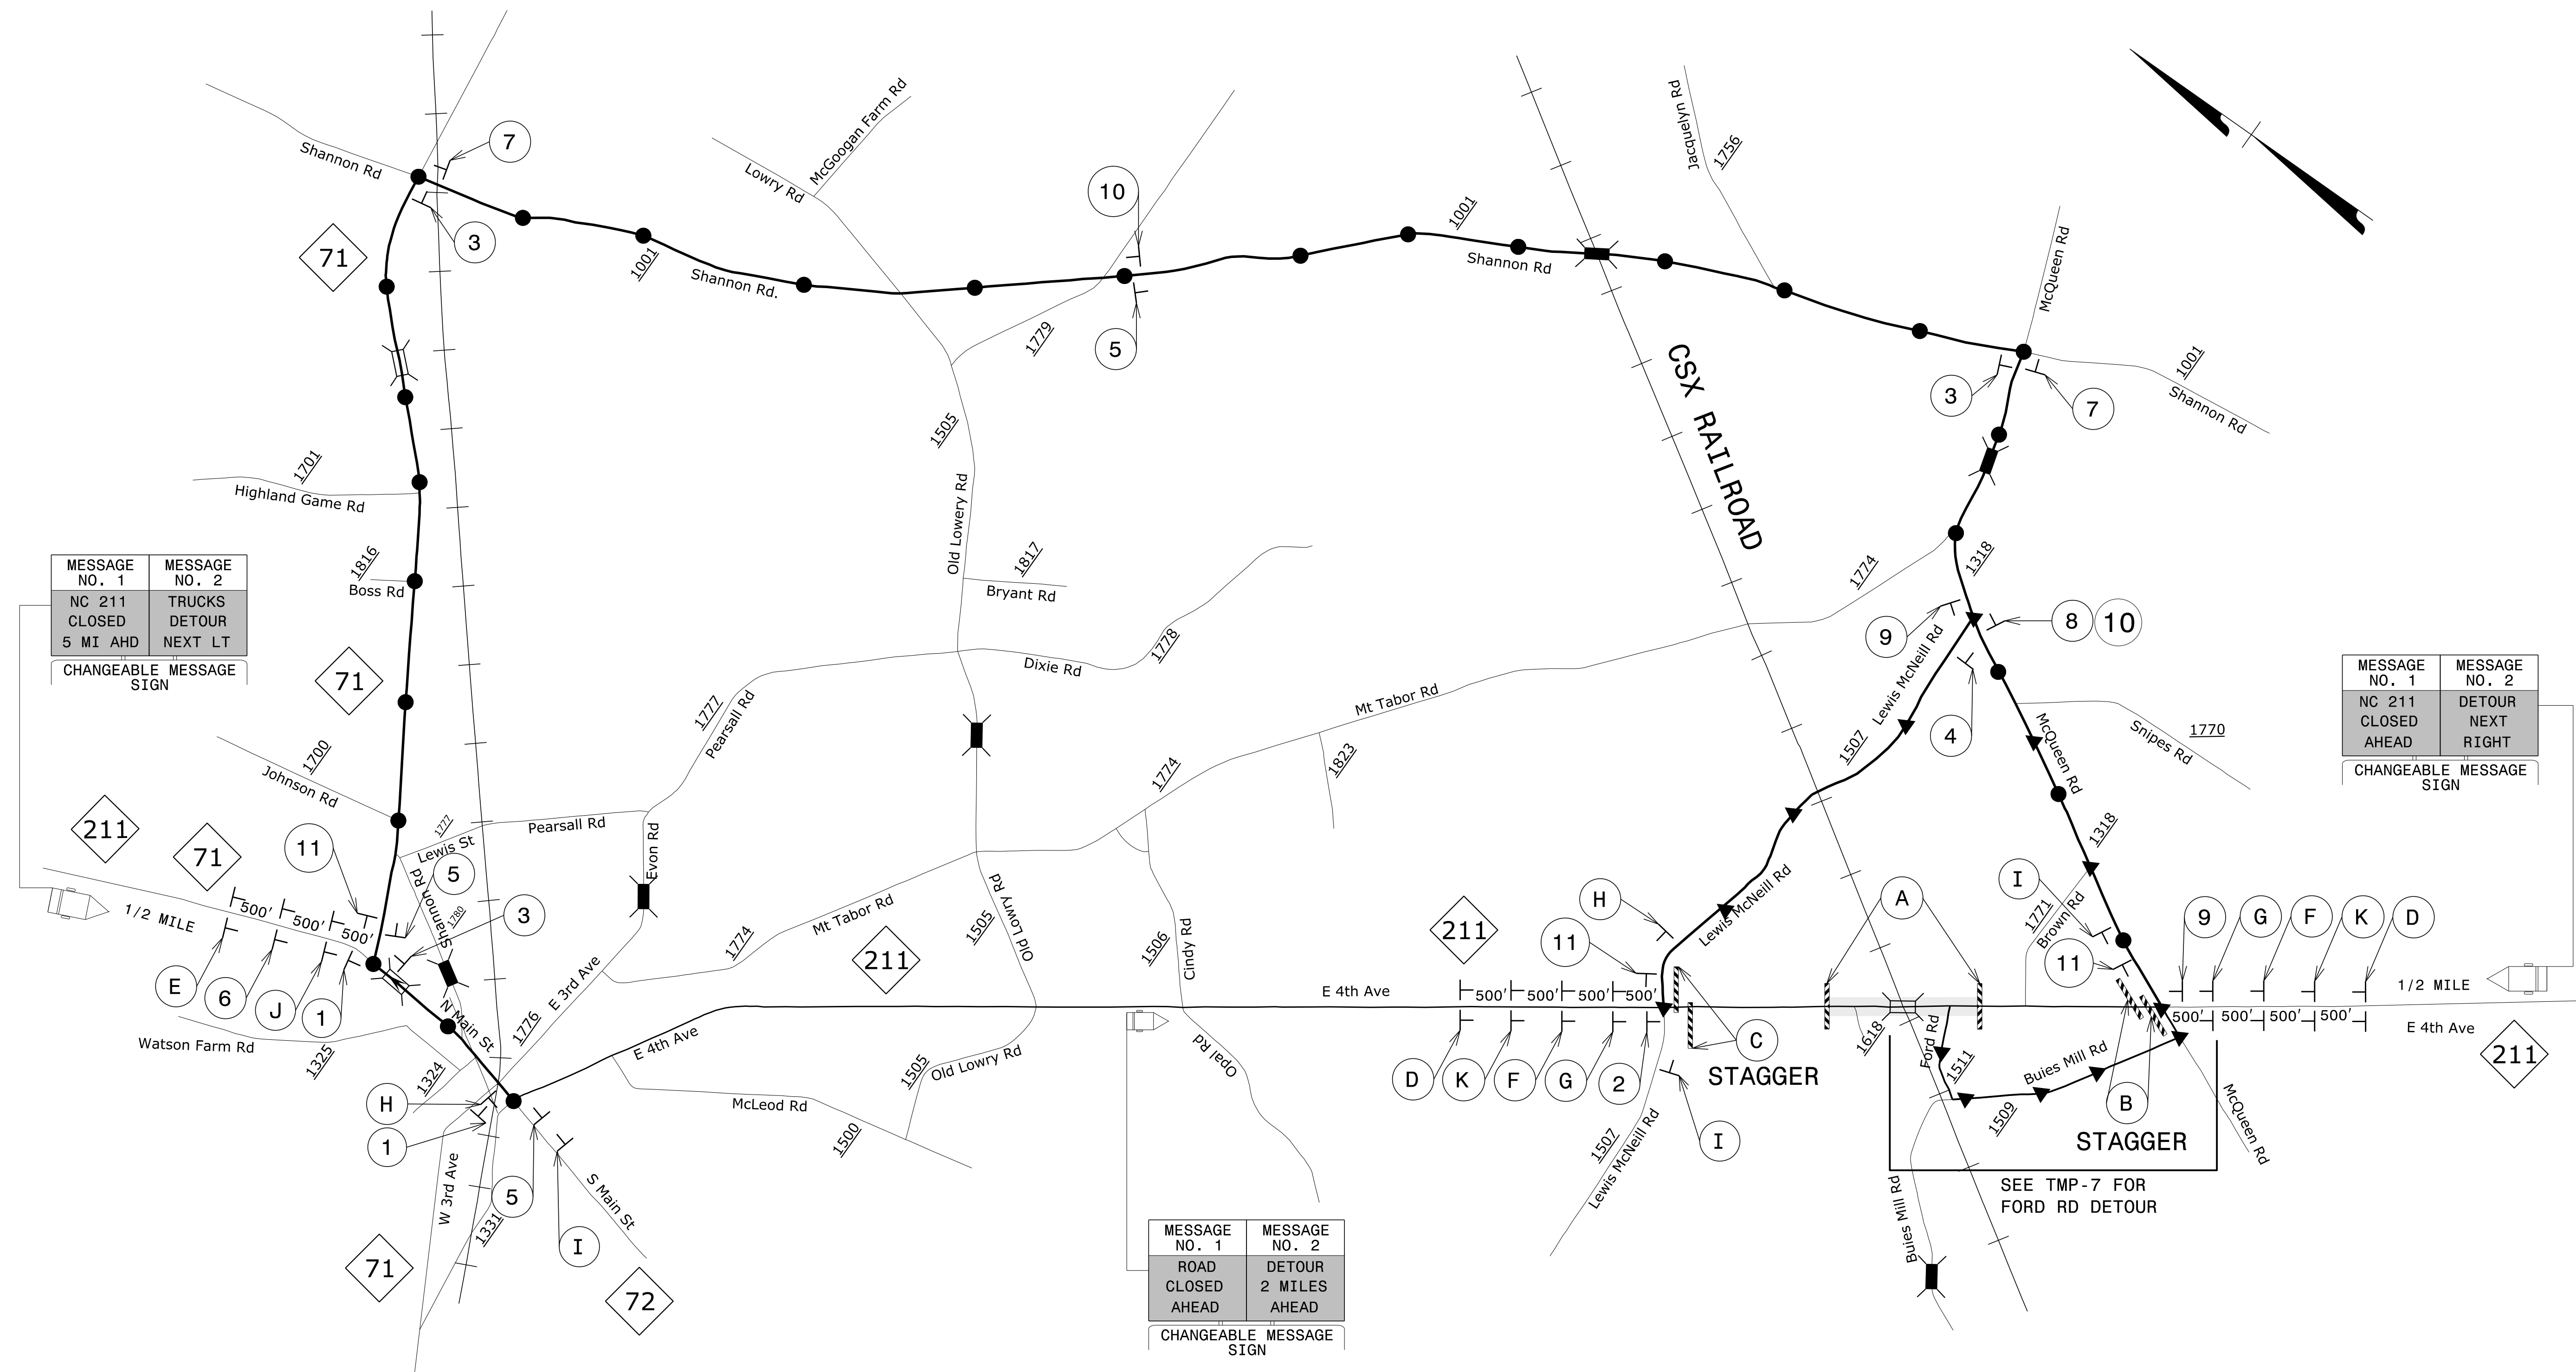 7
Shannon Rd
3
71
1001
Shannon Rd.
Lowry Rd
McGoogan Farm Rd
10
5
1779
1505
Old Lowery Rd
1001
Shannon Rd
Jacquelyn Rd
1756
McQueen Rd
3
7
1001
Shannon Rd
CSX RAILROAD
1701
Highland Game Rd
1816
Boss Rd
71
MESSAGE NO. 1
MESSAGE NO. 2
NC 211
CLOSED
5 MI AHD
TRUCKS
DETOUR
NEXT LT
CHANGEABLE MESSAGE
SIGN
1817
Bryant Rd
1778
Dixie Rd
1777
Pearsall Rd
1774
1318
9
8
10
4
Lewis McNeill Rd
1507
Mt Tabor Rd
1774
1823
McQueen Rd
Snipes Rd
1770
MESSAGE NO. 1
MESSAGE NO. 2
NC 211
CLOSED
AHEAD
DETOUR
NEXT
RIGHT
CHANGEABLE MESSAGE
SIGN
1700
Johnson Rd
211
71
11
1777
Lewis St
Pearsall Rd
5
Evon Rd
Shannon Rd
1780
3
1/2 MILE
500'
500'
500'
E
6
J
1
N Main St
Watson Farm Rd
1325
1324
H
1
1776
E 3rd Ave
1774
Mt Tabor Rd
211
1505
Old Lowry Rd
1506
Cindy Rd
E 4th Ave
E 4th Ave
1505
Old Lowry Rd
McLeod Rd
1500
Opal Rd
W 3rd Ave
5
1331
S Main St
I
71
72
MESSAGE NO. 1
MESSAGE NO. 2
ROAD
CLOSED
AHEAD
DETOUR
2 MILES
AHEAD
CHANGEABLE MESSAGE
SIGN
211
H
11
Lewis McNeill Rd
500'
500'
500'
500'
D
K
F
G
2
C
STAGGER
I
1507
Lewis McNeill Rd
A
1618
Ford Rd
1511
Buies Mill Rd
1509
Buies Mill Rd
1771
Brown Rd
1318
I
11
B
STAGGER
McQueen Rd
SEE TMP-7 FOR
FORD RD DETOUR
9
G
F
K
D
500'
500'
500'
500'
1/2 MILE
E 4th Ave
211